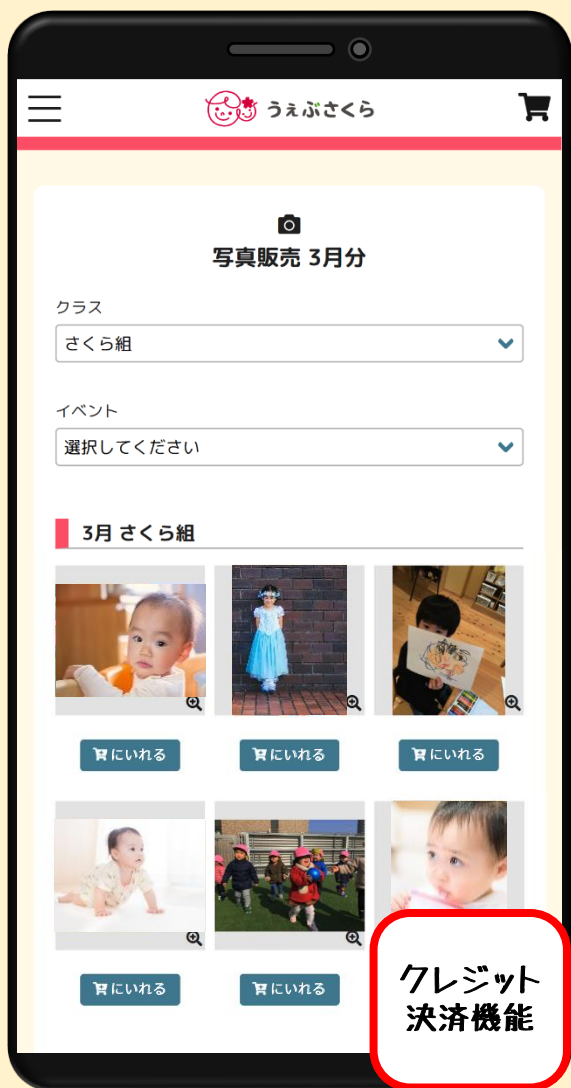 うぇぶさくら
写真販売 3月分
クラス
さくら組
イベント
選択してください
3月 さくら組
にいれる
にいれる
にいれる
にいれる
にいれる
クレジット
決済機能